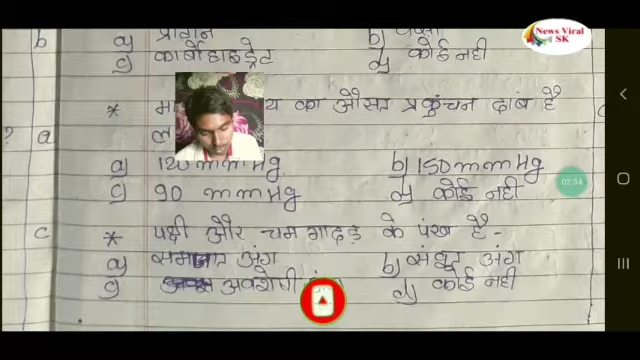 News Viral
SK
b
a) प्रोटीन b) वसा
c) कार्बोहाइड्रेट d) कोई नही
* का औसत प्रकुंचन दाब है
? a
a) 120 mmHg b) 150 mmHg
02:34
c) 90 mmHg d) कोई नही
c * पक्षी और चमगादड़ के पंख है -
a) अंग b) अंग
c) अवशेषी d) कोई नही